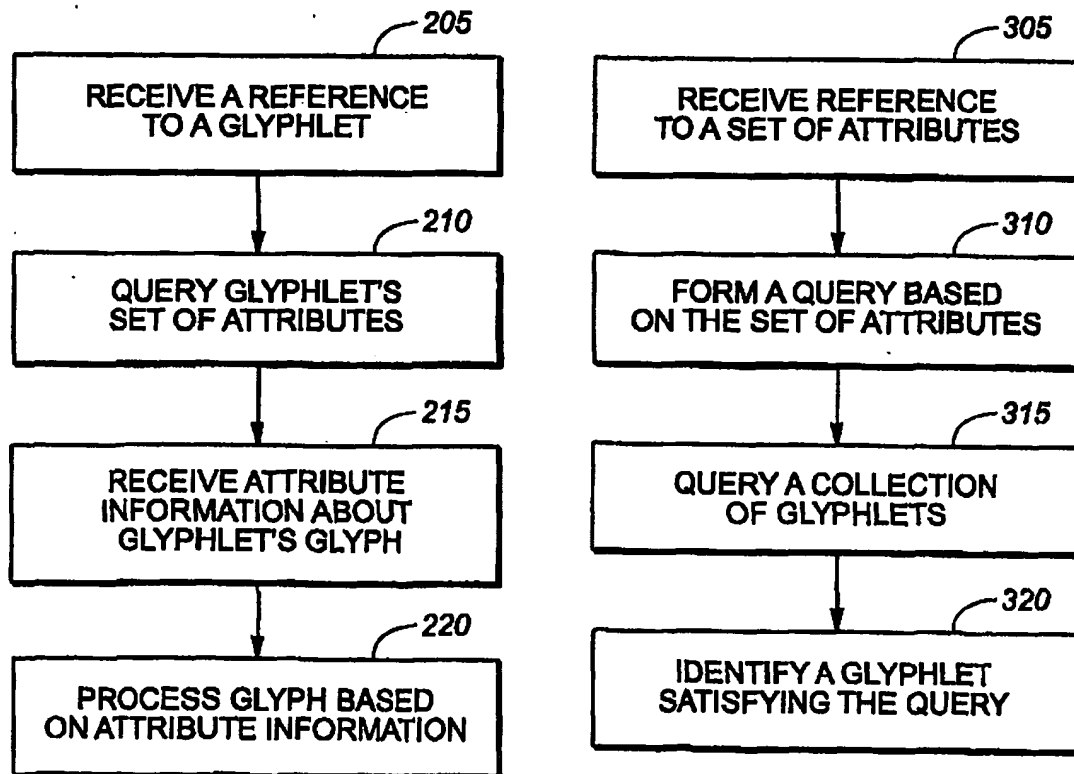 205
RECEIVE A REFERENCE
TO A GLYPHLET
210
QUERY GLYPHLET'S
SET OF ATTRIBUTES
215
RECEIVE ATTRIBUTE
INFORMATION ABOUT
GLYPHLET'S GLYPH
220
PROCESS GLYPH BASED
ON ATTRIBUTE INFORMATION
305
RECEIVE REFERENCE
TO A SET OF ATTRIBUTES
310
FORM A QUERY BASED
ON THE SET OF ATTRIBUTES
315
QUERY A COLLECTION
OF GLYPHLETS
320
IDENTIFY A GLYPHLET
SATISFYING THE QUERY